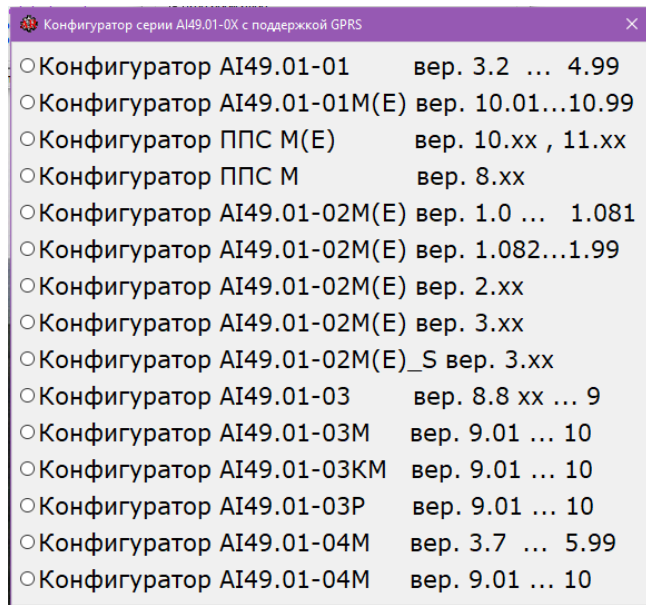 Конфигуратор серии AI49.01-0X с поддержкой GPRS
Конфигуратор AI49.01-01 вер. 3.2 ... 4.99
Конфигуратор AI49.01-01М(Е) вер. 10.01...10.99
Конфигуратор ППС М(Е) вер. 10.xx , 11.xx
Конфигуратор ППС М вер. 8.xx
Конфигуратор AI49.01-02М(Е) вер. 1.0 ... 1.081
Конфигуратор AI49.01-02М(Е) вер. 1.082...1.99
Конфигуратор AI49.01-02М(Е) вер. 2.xx
Конфигуратор AI49.01-02М(Е) вер. 3.xx
Конфигуратор AI49.01-02М(Е)_S вер. 3.xx
Конфигуратор AI49.01-03 вер. 8.8 xx ... 9
Конфигуратор AI49.01-03М вер. 9.01 ... 10
Конфигуратор AI49.01-03КМ вер. 9.01 ... 10
Конфигуратор AI49.01-03Р вер. 9.01 ... 10
Конфигуратор AI49.01-04М вер. 3.7 ... 5.99
Конфигуратор AI49.01-04М вер. 9.01 ... 10